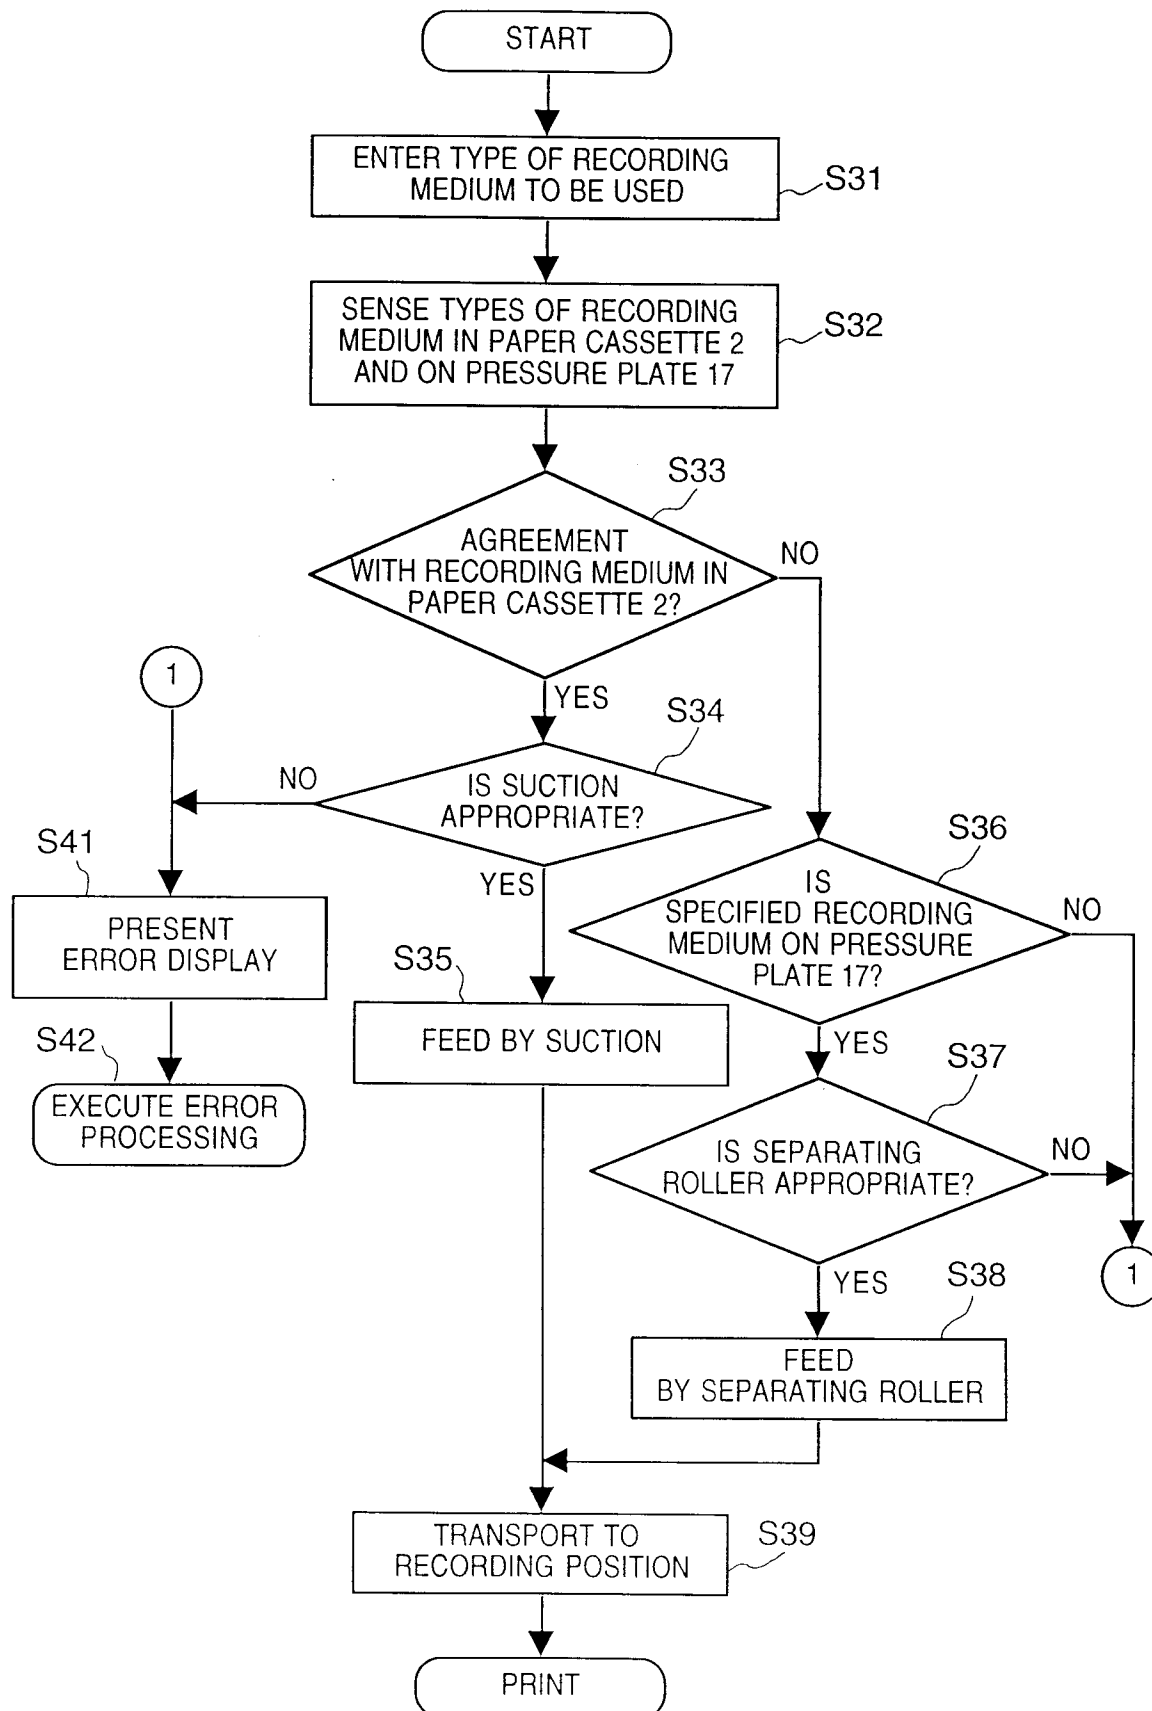 START
ENTER TYPE OF RECORDING
MEDIUM TO BE USED
S31
SENSE TYPES OF RECORDING
MEDIUM IN PAPER CASSETTE 2
AND ON PRESSURE PLATE 17
S32
S33
AGREEMENT
WITH RECORDING MEDIUM IN
PAPER CASSETTE 2?
NO
1
YES
S34
NO
IS SUCTION
APPROPRIATE?
S41
YES
S36
PRESENT
ERROR DISPLAY
IS
SPECIFIED RECORDING
MEDIUM ON PRESSURE
PLATE 17?
NO
S35
FEED BY SUCTION
YES
S42
EXECUTE ERROR
PROCESSING
S37
IS SEPARATING
ROLLER APPROPRIATE?
NO
1
YES
S38
FEED
BY SEPARATING ROLLER
TRANSPORT TO
RECORDING POSITION
S39
PRINT